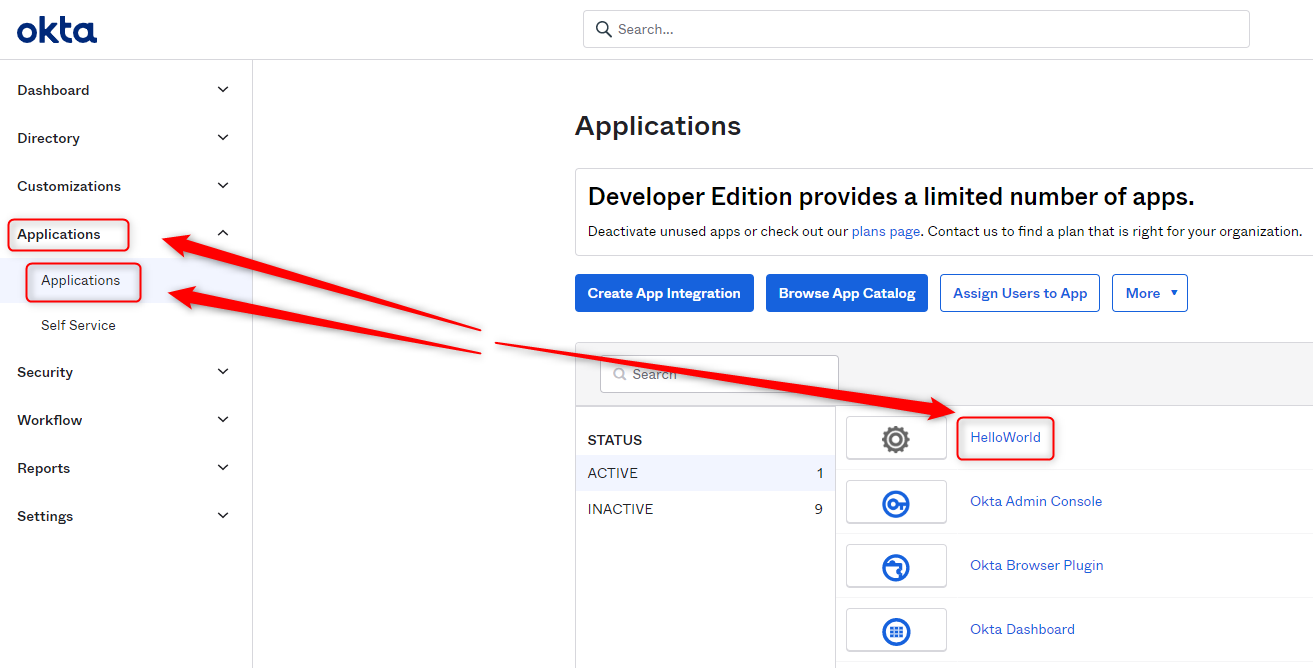 okta
Search...
Dashboard
Directory
Customizations
Applications
Applications
Self Service
Security
Workflow
Reports
Settings
Applications
Developer Edition provides a limited number of apps.
Deactivate unused apps or check out our plans page. Contact us to find a plan that is right for your organization.
Create App Integration
Browse App Catalog
Assign Users to App
More
Search
STATUS
ACTIVE 1
INACTIVE 9
HelloWorld
Okta Admin Console
Okta Browser Plugin
Okta Dashboard